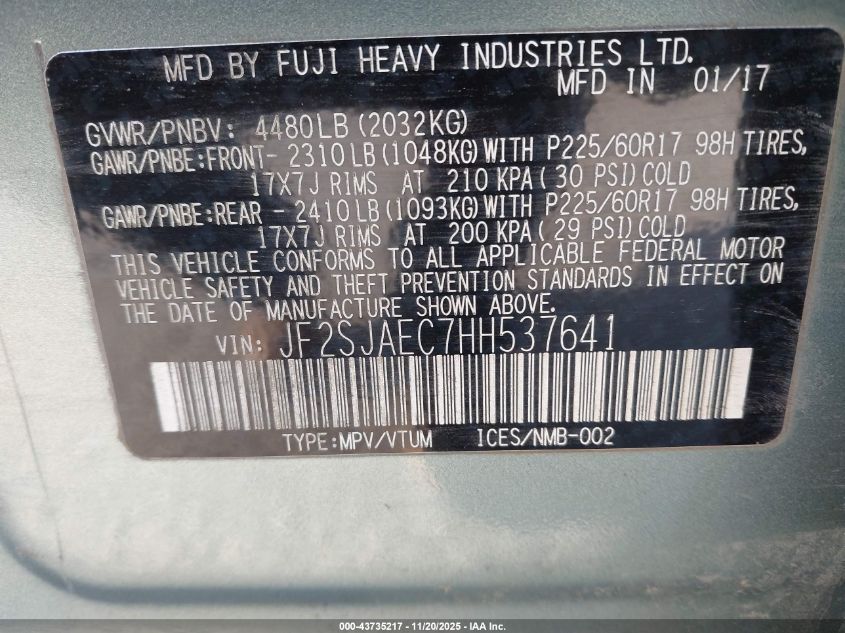 MFD BY FUJI HEAVY INDUSTRIES LTD.
MFD IN 01/17
GVWR/PNBV: 4480LB (2032KG)
GAWR/PNBE:FRONT- 2310LB (1048KG) WITH P225/60R17 98H TIRES,
17X7J RIMS AT 210 KPA ( 30 PSI) COLD
GAWR/PNBE:REAR - 2410LB (1093KG) WITH P225/60R17 98H TIRES,
17X7J RIMS AT 200 KPA ( 29 PSI) COLD
THIS VEHICLE CONFORMS TO ALL APPLICABLE FEDERAL MOTOR
VEHICLE SAFETY AND THEFT PREVENTION STANDARDS IN EFFECT ON
THE DATE OF MANUFACTURE SHOWN ABOVE.
VIN: JF2SJAEC7HH537641
TYPE:MPV/VTUM ICES/NMB-002
000-43735217 - 11/20/2025 - IAA Inc.